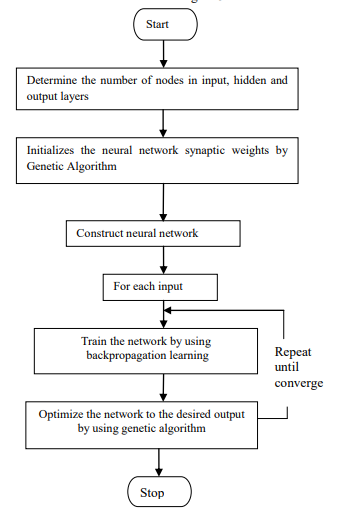 Start
Determine the number of nodes in input, hidden and
output layers
Initializes the neural network synaptic weights by
Genetic Algorithm
Construct neural network
For each input
Train the network by using
backpropagation learning
Repeat
until
converge
Optimize the network to the desired output
by using genetic algorithm
Stop